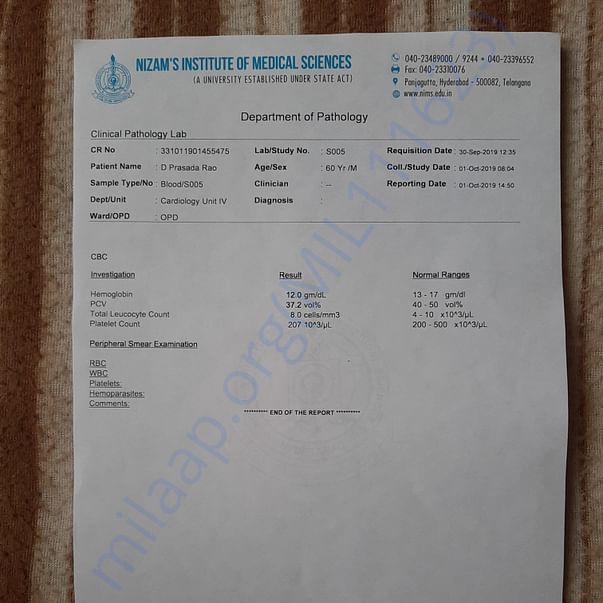 NIZAM'S INSTITUTE OF MEDICAL SCIENCES
(A UNIVERSITY ESTABLISHED UNDER STATE ACT)
040-23489000 / 9244 • 040-23396552
Fax: 040-23310076
Panjagutta, Hyderabad - 500082, Telangana
www.nims.edu.in
Department of Pathology
Clinical Pathology Lab
CR No : 331011901455475 Lab/Study No. : S005 Requisition Date : 30-Sep-2019 12:35
Patient Name : D Prasada Rao Age/Sex : 60 Yr /M Coll./Study Date : 01-Oct-2019 08:04
Sample Type/No : Blood/S005 Clinician : -- Reporting Date : 01-Oct-2019 14:50
Dept/Unit : Cardiology Unit IV Diagnosis :
Ward/OPD : OPD
CBC
Investigation Result Normal Ranges
Hemoglobin 12.0 gm/dL 13 - 17 gm/dl
PCV 37.2 vol% 40 - 50 vol%
Total Leucocyte Count 8.0 cells/mm3 4 - 10 x10^3/µL
Platelet Count 207 10^3/µL 200 - 500 x10^3/µL
Peripheral Smear Examination
RBC
WBC
Platelets:
Hemoparasites:
Comments:
********** END OF THE REPORT **********